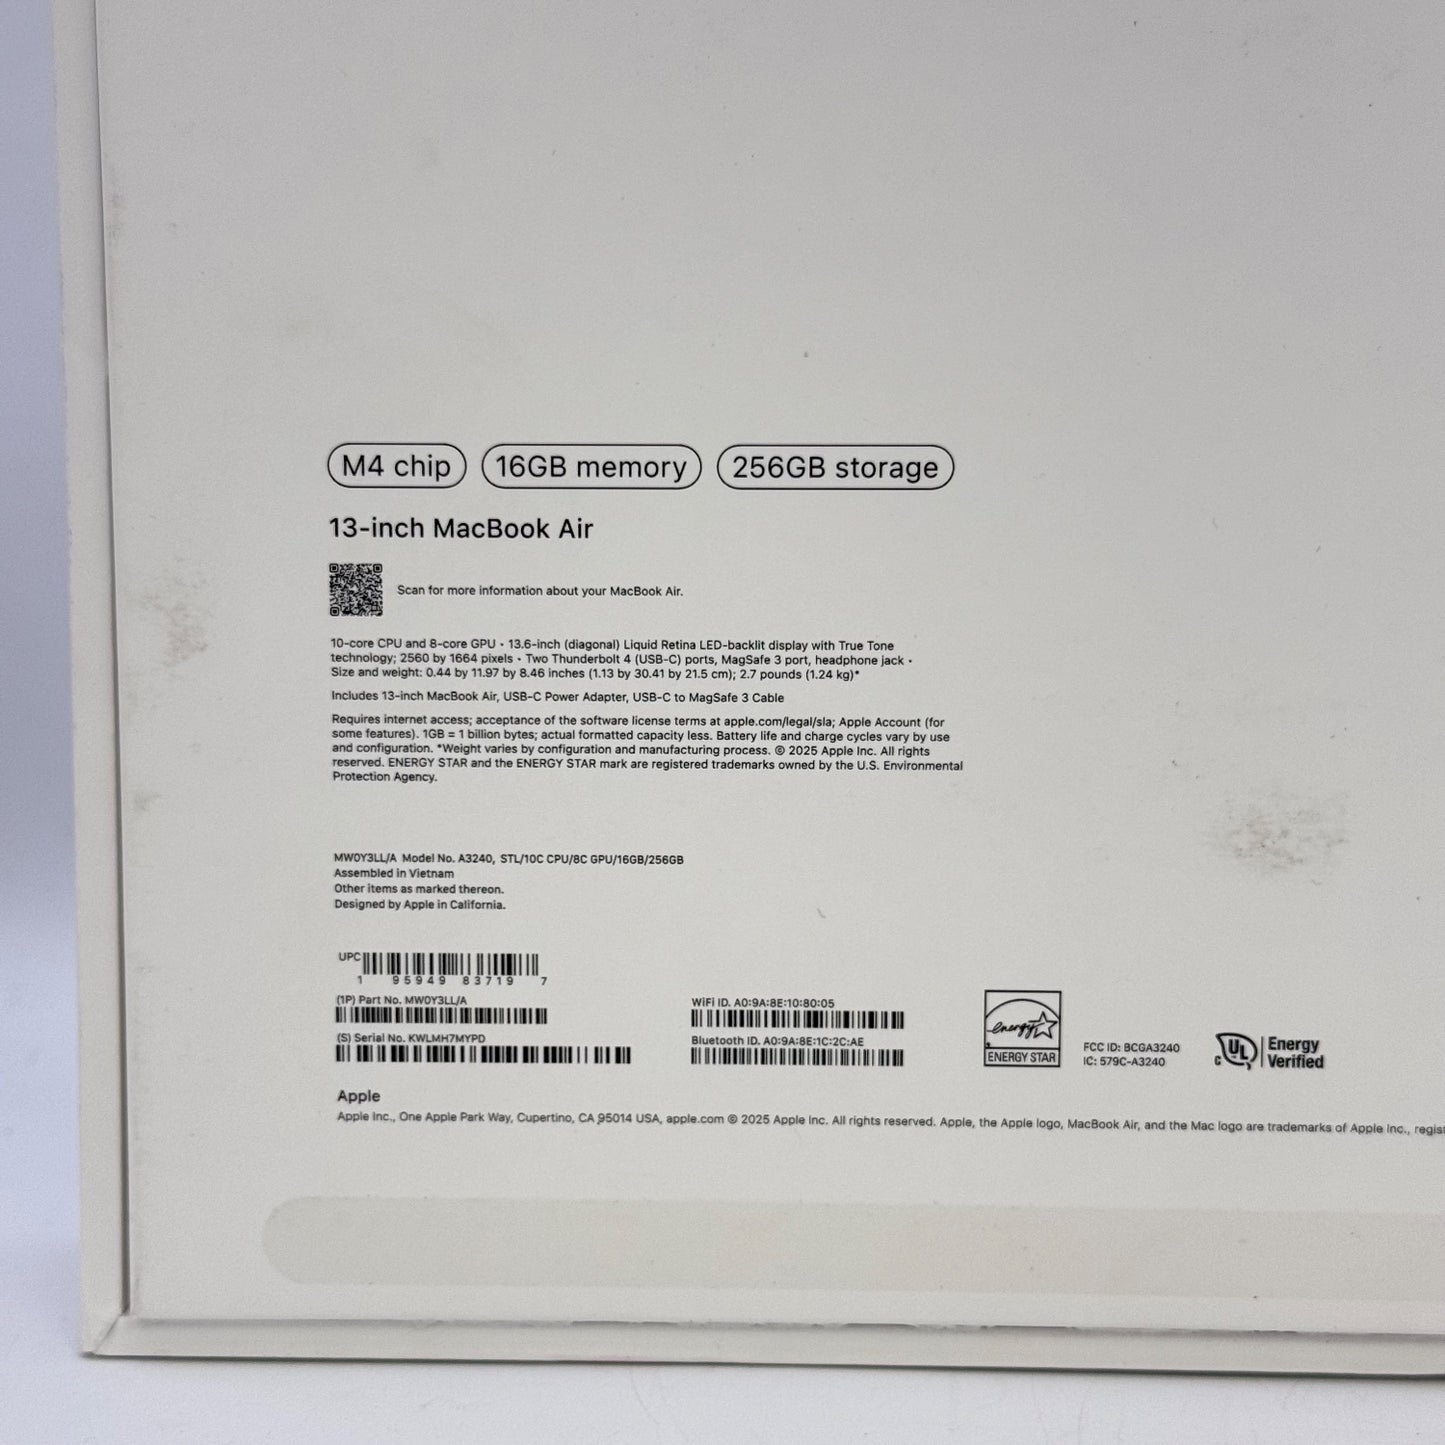 M4 chip 16GB memory 256GB storage
13-inch MacBook Air
Scan for more information about your MacBook Air.
10-core CPU and 8-core GPU • 13.6-inch (diagonal) Liquid Retina LED-backlit display with True Tone
technology; 2560 by 1664 pixels • Two Thunderbolt 4 (USB-C) ports, MagSafe 3 port, headphone jack •
Size and weight: 0.44 by 11.97 by 8.46 inches (1.13 by 30.41 by 21.5 cm); 2.7 pounds (1.24 kg)*
Includes 13-inch MacBook Air, USB-C Power Adapter, USB-C to MagSafe 3 Cable
Requires internet access; acceptance of the software license terms at apple.com/legal/sla; Apple Account (for
some features). 1GB = 1 billion bytes; actual formatted capacity less. Battery life and charge cycles vary by use
and configuration. *Weight varies by configuration and manufacturing process. © 2025 Apple Inc. All rights
reserved. ENERGY STAR and the ENERGY STAR mark are registered trademarks owned by the U.S. Environmental
Protection Agency.
MW0Y3LL/A Model No. A3240, STL/10C CPU/8C GPU/16GB/256GB
Assembled in Vietnam
Other items as marked thereon.
Designed by Apple in California.
UPC
1 95949 83719 7
(1P) Part No. MW0Y3LL/A
(S) Serial No. KWLMH7MYPD
WiFi ID. A0:9A:8E:10:80:05
Bluetooth ID. A0:9A:8E:1C:2C:AE
energy
ENERGY STAR
FCC ID: BCGA3240
IC: 579C-A3240
C UL Energy
Verified
Apple
Apple Inc., One Apple Park Way, Cupertino, CA 95014 USA, apple.com © 2025 Apple Inc. All rights reserved. Apple, the Apple logo, MacBook Air, and the Mac logo are trademarks of Apple Inc., regist